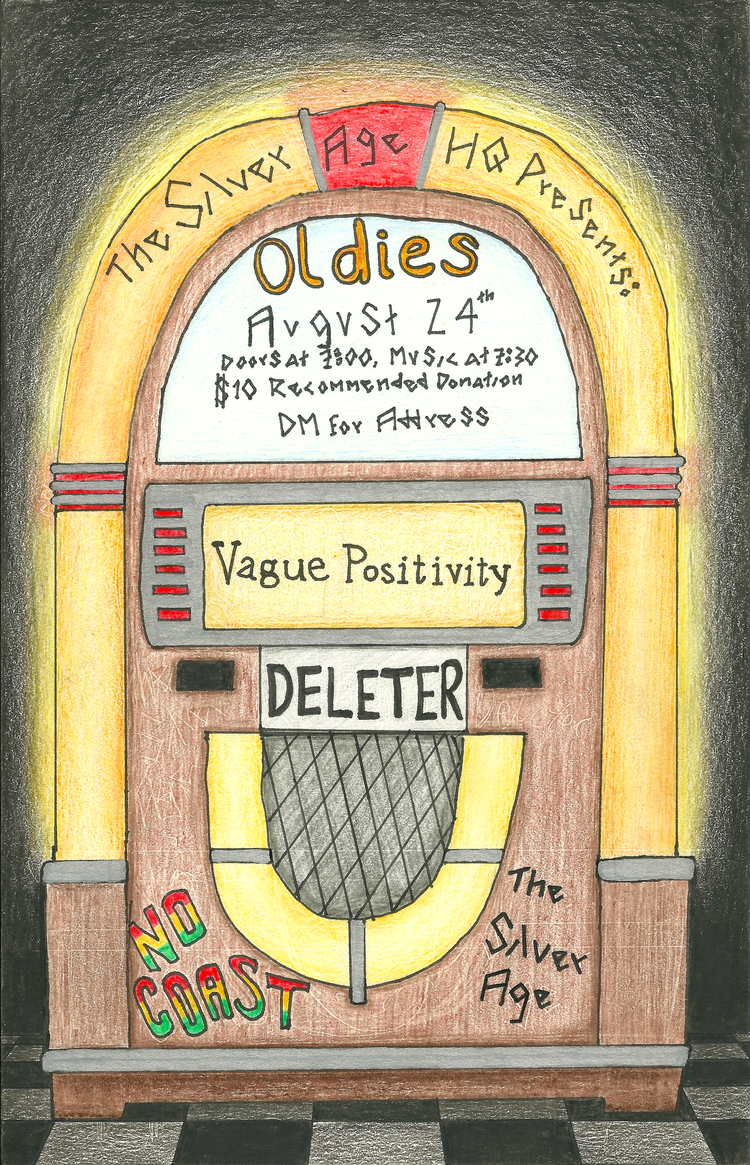 The Silver Age HQ Presents:
Oldies
August 24th
Doors at 7:00, Music at 7:30
$10 Recommended Donation
DM for Address
Vague Positivity
DELETER
NO
COAST
The
Silver
Age